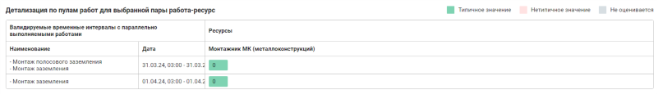 Детализация по пулам работ для выбранной пары работа-ресурс
Типичное значение
Нетипичное значение
Не оценивается
Валидируемые временные интервалы с параллельно выполняемыми работами
Ресурсы
Наименование
Дата
Монтажник МК (металлоконструкций)
- Монтаж полосового заземления
- Монтаж заземления
31.03.24, 03:00 - 31.03.2
0
- Монтаж заземления
01.04.24, 03:00 - 01.04.2
0